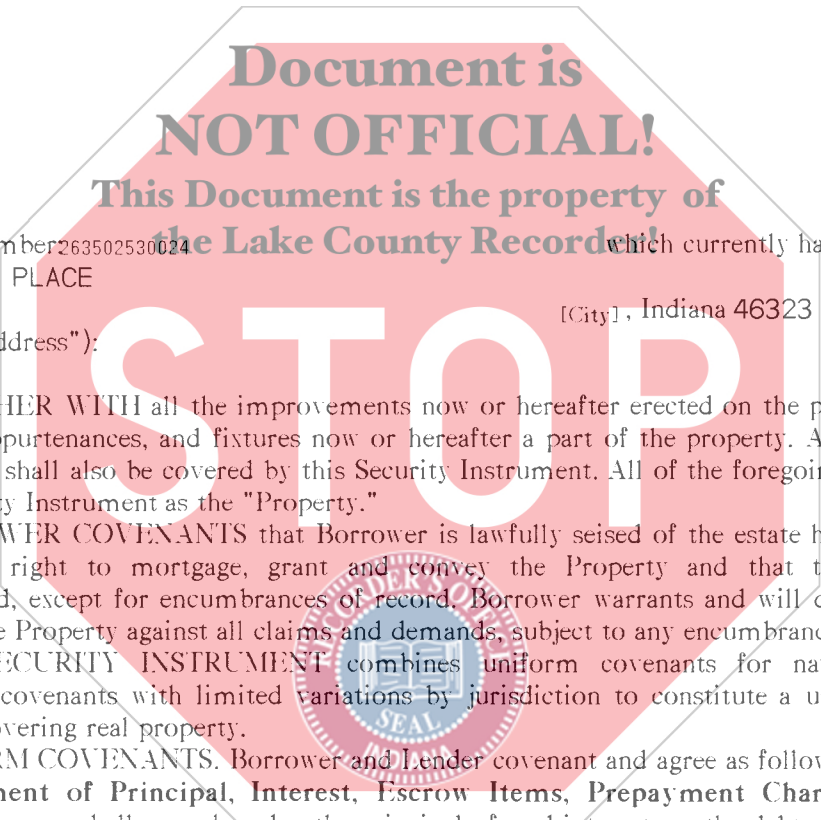 Document is
NOT OFFICIAL!
This Document is the property of
the Lake County Recorder!
mber263502530024 which currently ha
PLACE
[City], Indiana 46323
ddress"):
STOP
HER WITH all the improvements now or hereafter erected on the p
ppurtenances, and fixtures now or hereafter a part of the property. A
shall also be covered by this Security Instrument. All of the foregoi
ty Instrument as the "Property."
WER COVENANTS that Borrower is lawfully seised of the estate h
right to mortgage, grant and convey the Property and that t
d, except for encumbrances of record. Borrower warrants and will d
e Property against all claims and demands, subject to any encumbranc
ECURITY INSTRUMENT combines uniform covenants for na
covenants with limited variations by jurisdiction to constitute a u
vering real property.
RM COVENANTS. Borrower and Lender covenant and agree as follow
ment of Principal, Interest, Escrow Items, Prepayment Char
RECORDER'S OFFICE
SEAL
INDIANA